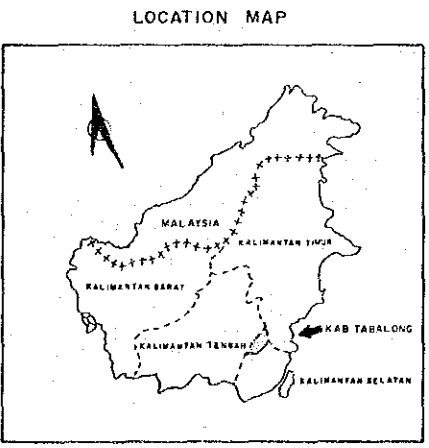 LOCATION MAP
MALAYSIA
KALIMANTAN TIMUR
KALIMANTAN BARAT
KAB TABALONG
KALIMANTAN TENGAH
KALIMANTAN SELATAN